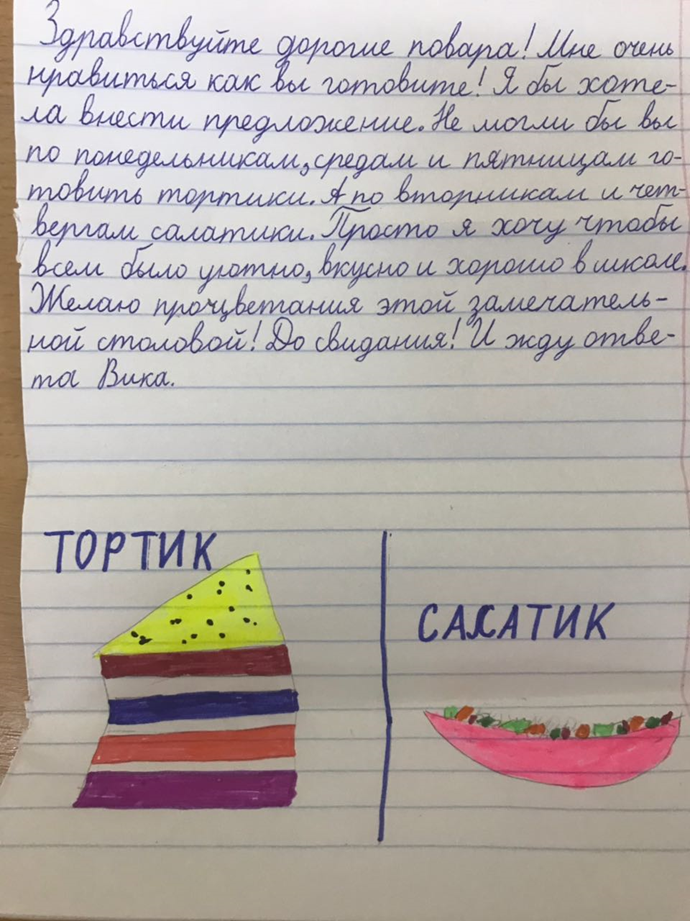 Здравствуйте дорогие повара! Мне очень
нравиться как вы готовите! Я бы хоте-
ла внести предложение. Не могли бы вы
по понедельникам, средам и пятницам го-
товить тортики. А по вторникам и чет-
вергам салатики. Просто я хочу чтобы
всем было уютно, вкусно и хорошо в школе.
Желаю процветания этой замечатель-
ной столовой! До свидания! И жду отве-
та Вика.
ТОРТИК
САЛАТИК